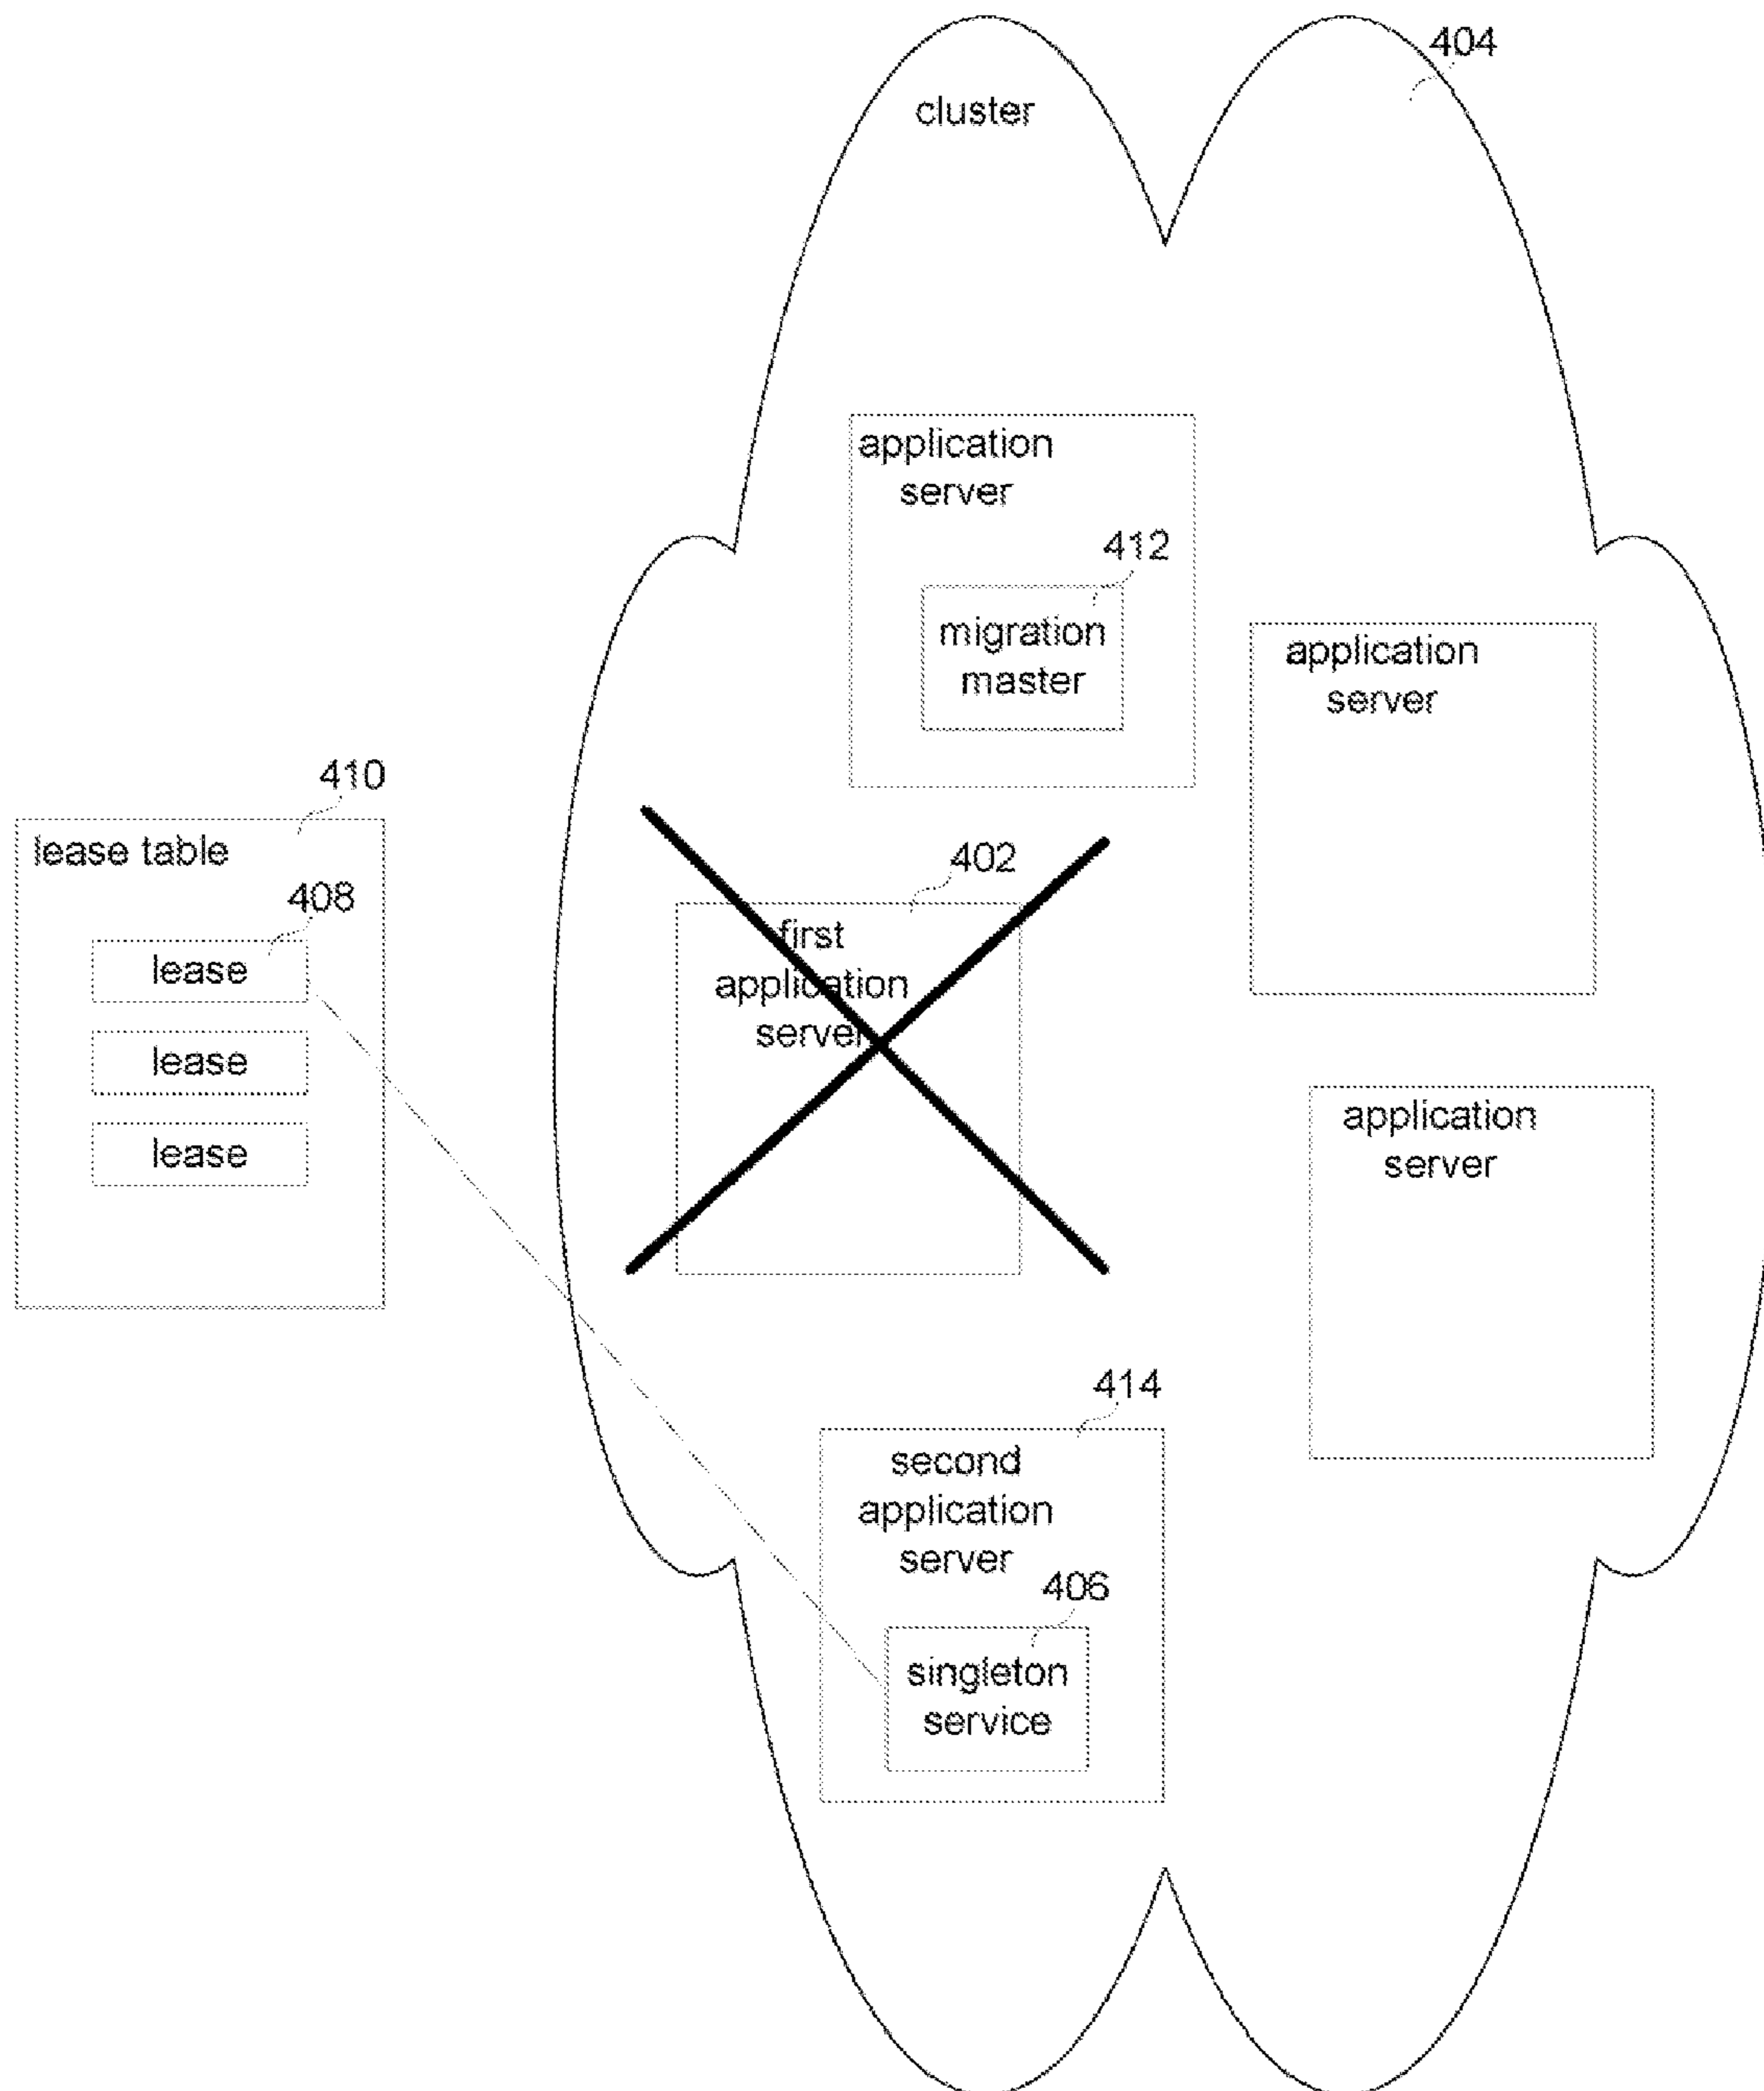 404
cluster
application
server
412
migration
master
application
server
410
lease table
408
lease
lease
lease
402
first
application
server
application
server
414
second
application
server
406
singleton
service